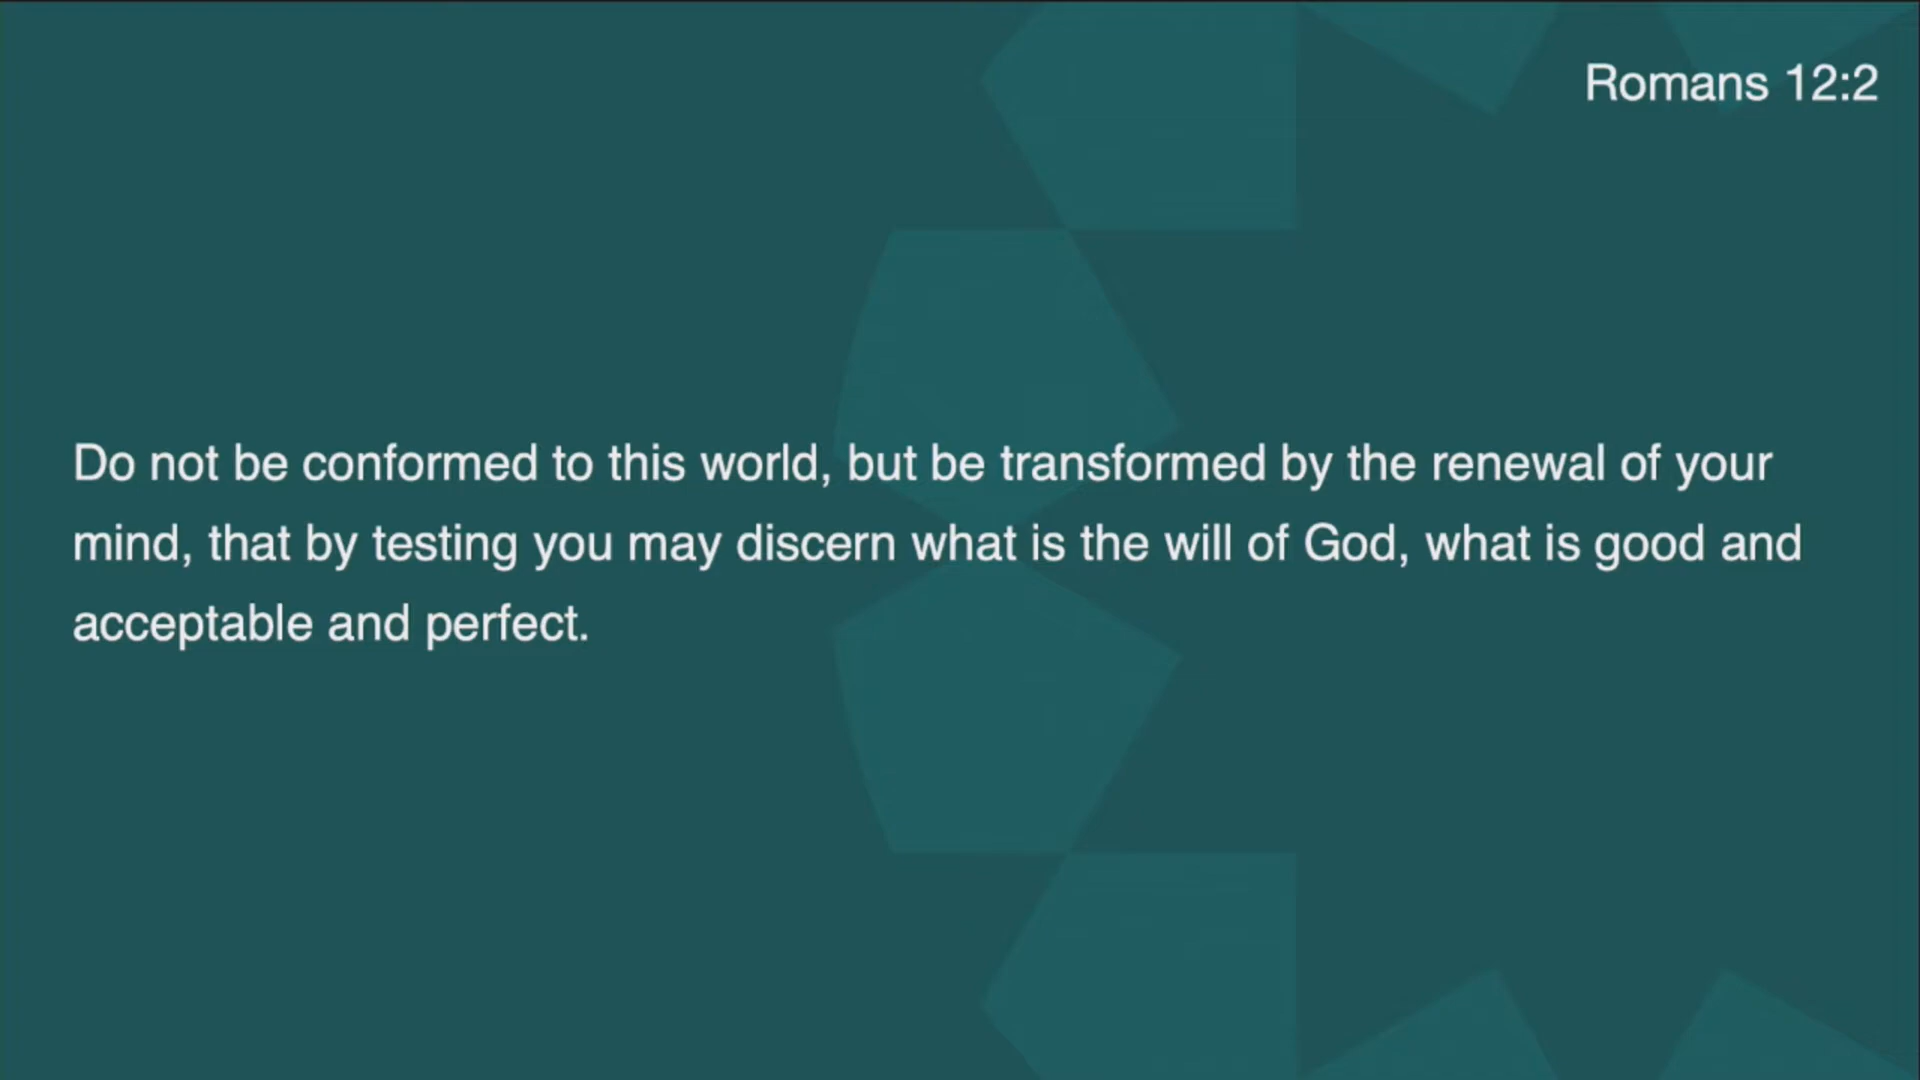 Romans 12:2
Do not be conformed to this world, but be transformed by the renewal of your
mind, that by testing you may discern what is the will of God, what is good and
acceptable and perfect.